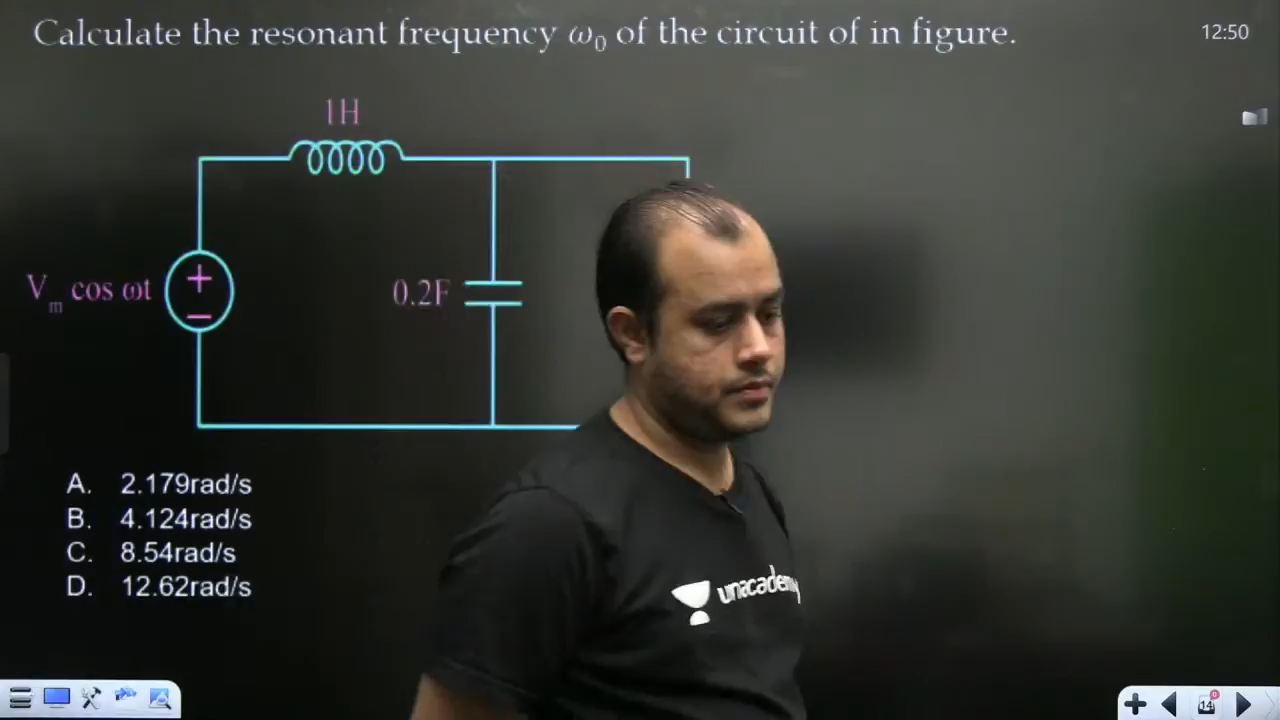 Calculate the resonant frequency ω₀ of the circuit of in figure.
12:50
1H
Vₘ cos ωt
+
−
0.2F
A. 2.179rad/s
B. 4.124rad/s
C. 8.54rad/s
D. 12.62rad/s
unacademy
14